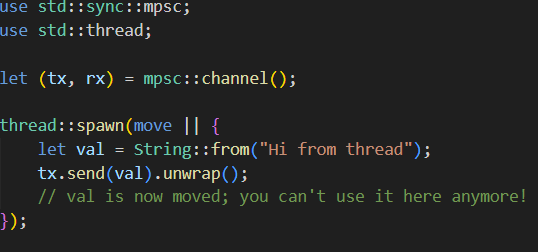 use std::sync::mpsc;
use std::thread;
let (tx, rx) = mpsc::channel();
thread::spawn(move || {
    let val = String::from("Hi from thread");
    tx.send(val).unwrap();
    // val is now moved; you can't use it here anymore!
});